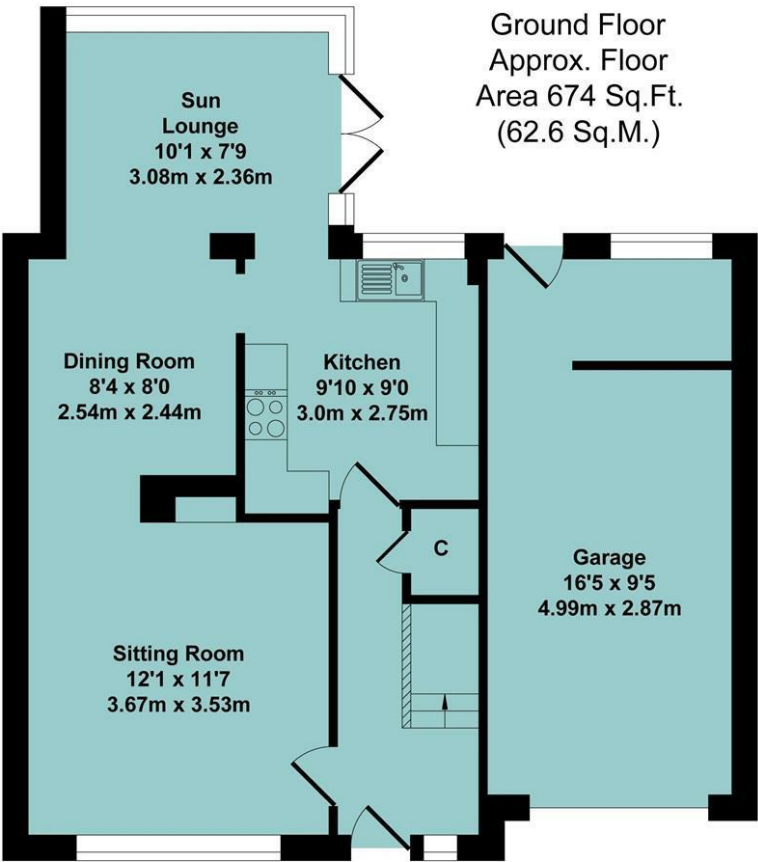 Ground Floor
Approx. Floor
Area 674 Sq.Ft.
(62.6 Sq.M.)
Sun
Lounge
10'1 x 7'9
3.08m x 2.36m
Dining Room
8'4 x 8'0
2.54m x 2.44m
Kitchen
9'10 x 9'0
3.0m x 2.75m
C
Garage
16'5 x 9'5
4.99m x 2.87m
Sitting Room
12'1 x 11'7
3.67m x 3.53m